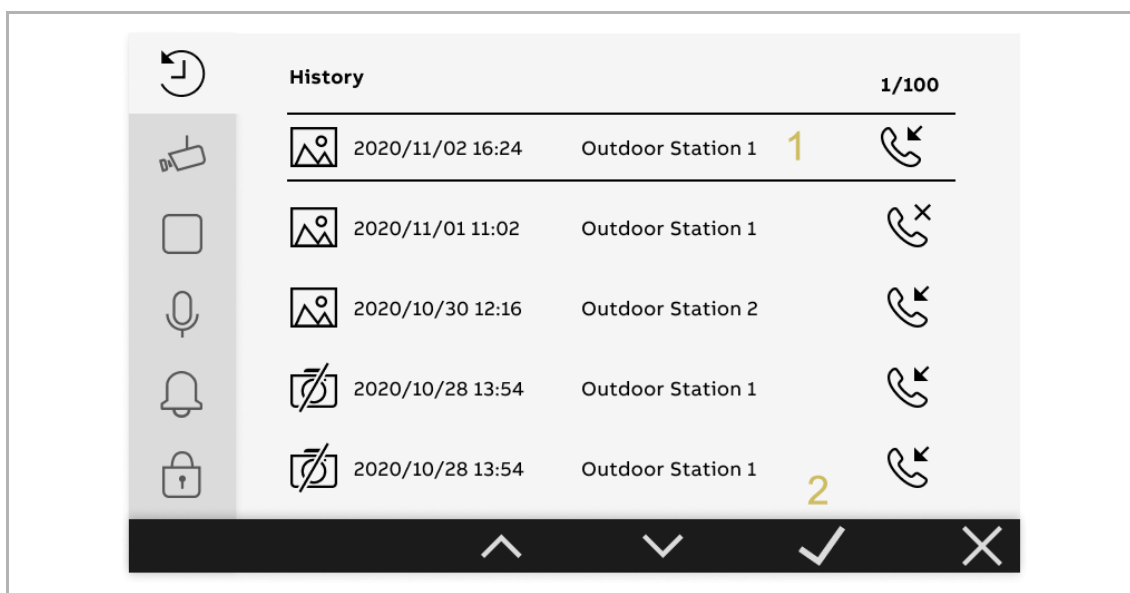 History 1/100
2020/11/02 16:24 Outdoor Station 1 1
2020/11/01 11:02 Outdoor Station 1
2020/10/30 12:16 Outdoor Station 2
2020/10/28 13:54 Outdoor Station 1
2020/10/28 13:54 Outdoor Station 1
2